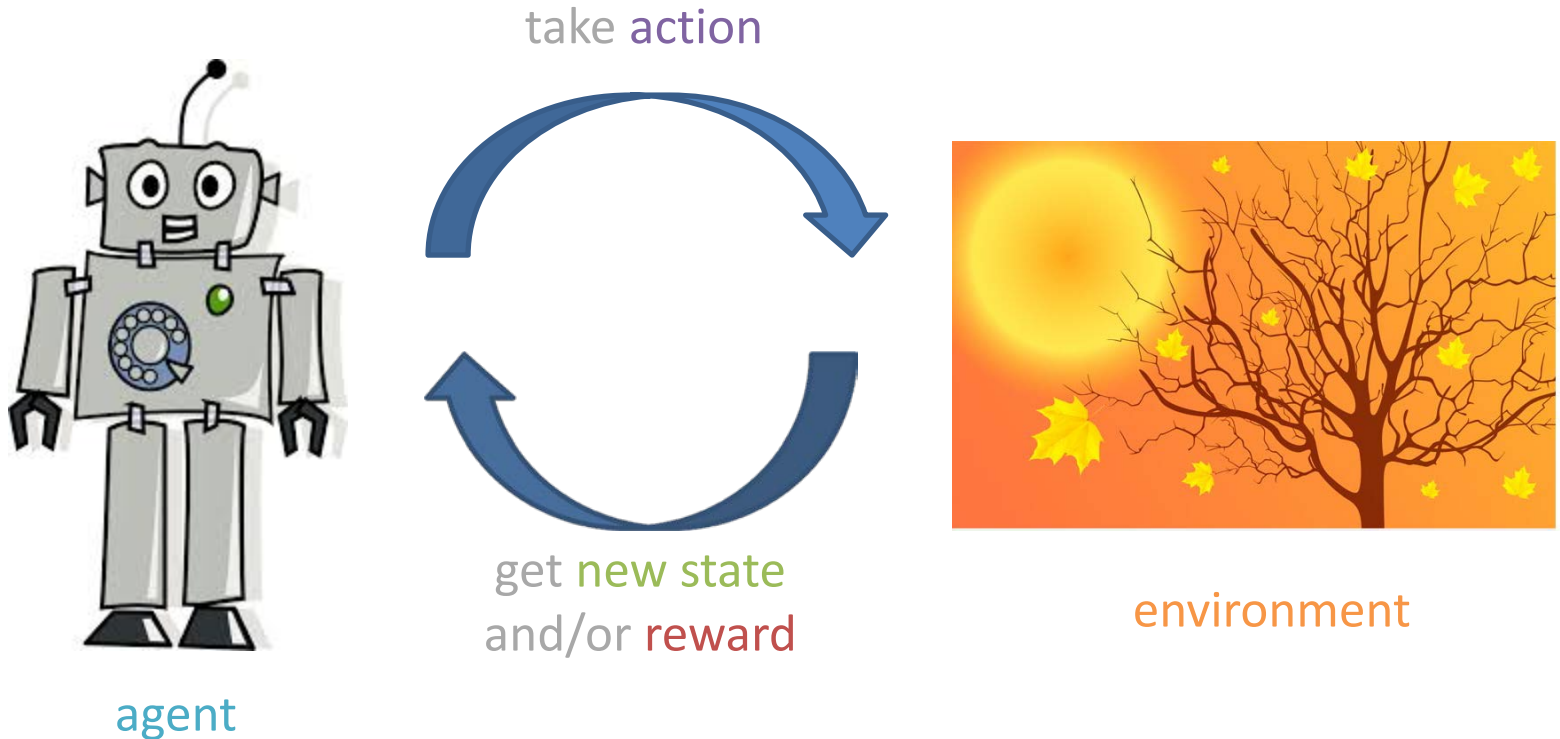 take action
get new state
and/or reward
environment
agent